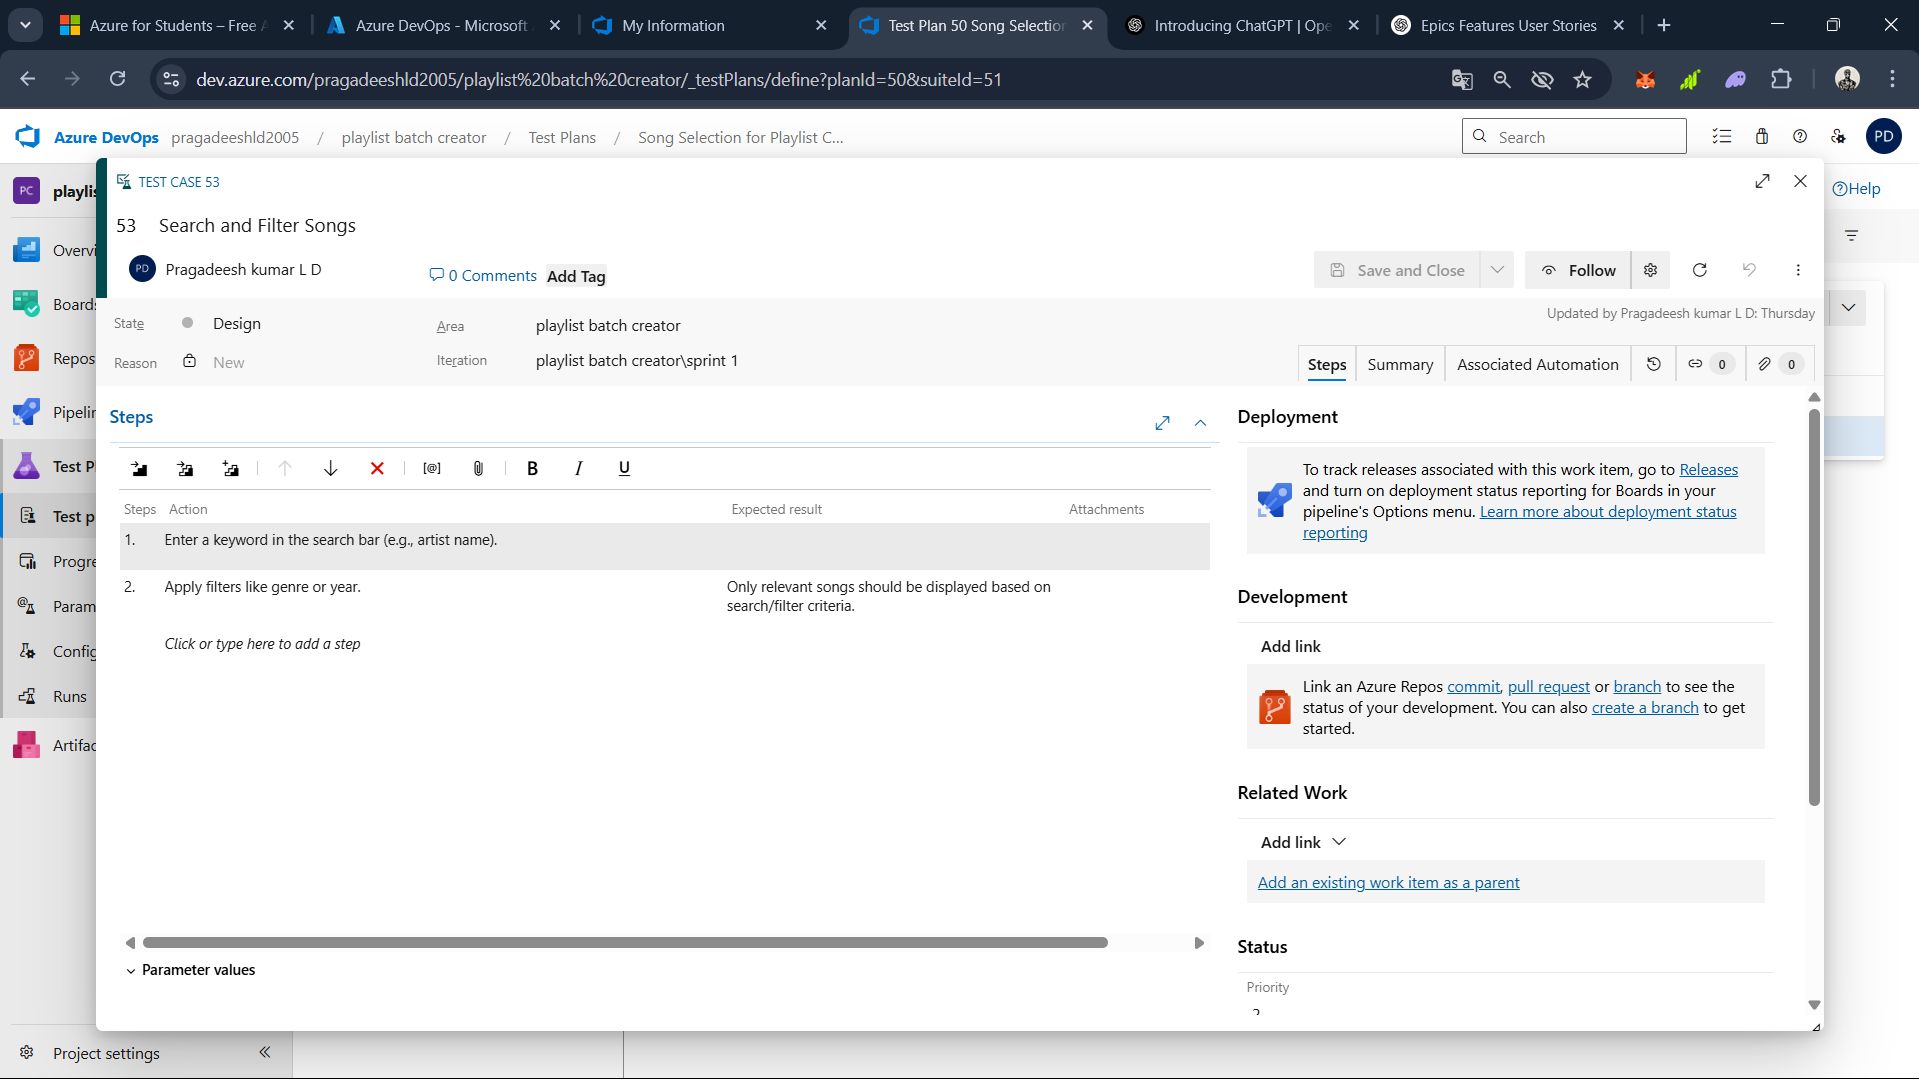 Azure for Students – Free A
Azure DevOps - Microsoft A
My Information
Test Plan 50 Song Selection
Introducing ChatGPT | Ope
Epics Features User Stories
dev.azure.com/pragadeeshld2005/playlist%20batch%20creator/_testPlans/define?planId=50&suiteId=51
Azure DevOps pragadeeshld2005 / playlist batch creator / Test Plans / Song Selection for Playlist C...
Search
PD
PC playlis
TEST CASE 53
Help
53 Search and Filter Songs
PD Pragadeesh kumar L D
0 Comments Add Tag
Save and Close
Follow
State Design
Area playlist batch creator
Updated by Pragadeesh kumar L D: Thursday
Reason New
Iteration playlist batch creator\sprint 1
Steps Summary Associated Automation 0 0
Overvi
Boards
Repos
Pipelin
Test Pl
Test p
Progre
Param
Config
Runs
Artifac
Project settings
Steps
B I U
Steps Action Expected result Attachments
1. Enter a keyword in the search bar (e.g., artist name).
2. Apply filters like genre or year.
Only relevant songs should be displayed based on
search/filter criteria.
Click or type here to add a step
Parameter values
Deployment
To track releases associated with this work item, go to Releases
and turn on deployment status reporting for Boards in your
pipeline's Options menu. Learn more about deployment status
reporting
Development
Add link
Link an Azure Repos commit, pull request or branch to see the
status of your development. You can also create a branch to get
started.
Related Work
Add link
Add an existing work item as a parent
Status
Priority
2